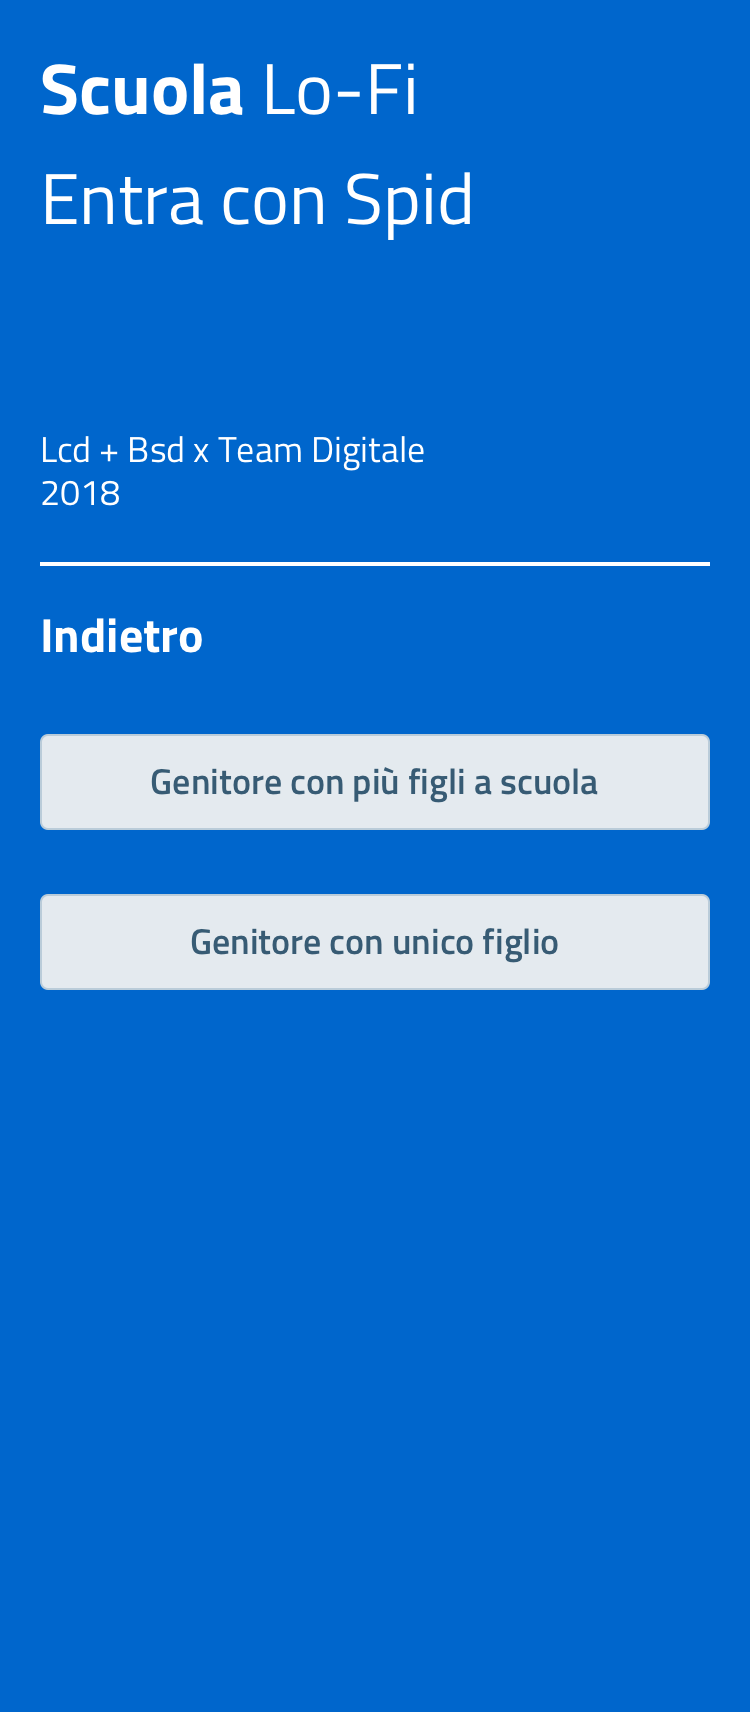 Scuola Lo-Fi
Entra con Spid
Lcd + Bsd x Team Digitale
2018
Indietro
Genitore con più figli a scuola
Genitore con unico figlio